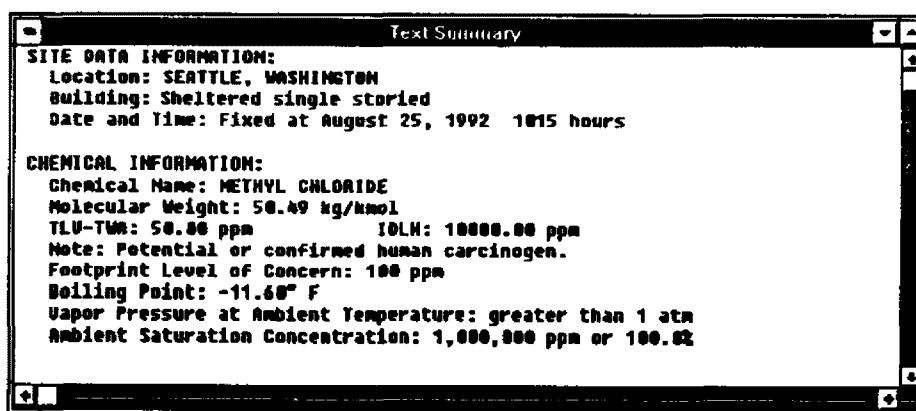 Text Summary
SITE DATA INFORMATION:
Location: SEATTLE, WASHINGTON
Building: Sheltered single storied
Date and Time: Fixed at August 25, 1992 1015 hours
CHEMICAL INFORMATION:
Chemical Name: METHYL CHLORIDE
Molecular Weight: 50.49 kg/kmol
TLV-TWA: 50.00 ppm IDLH: 10000.00 ppm
Note: Potential or confirmed human carcinogen.
Footprint Level of Concern: 100 ppm
Boiling Point: -11.60° F
Vapor Pressure at Ambient Temperature: greater than 1 atm
Ambient Saturation Concentration: 1,000,000 ppm or 100.0%